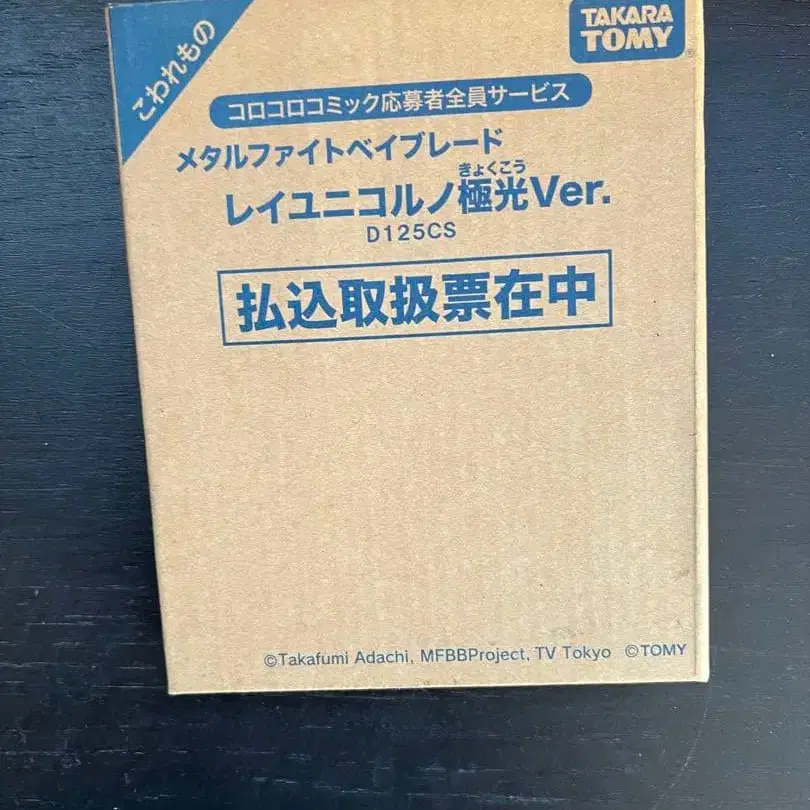 こわれもの
TAKARA
TOMY
®
コロコロコミック応募者全員サービス
メタルファイトベイブレード
きょくこう
レイユニコルノ極光Ver.
D125CS
払込取扱票在中
©Takafumi Adachi, MFBBProject, TV Tokyo ©TOMY